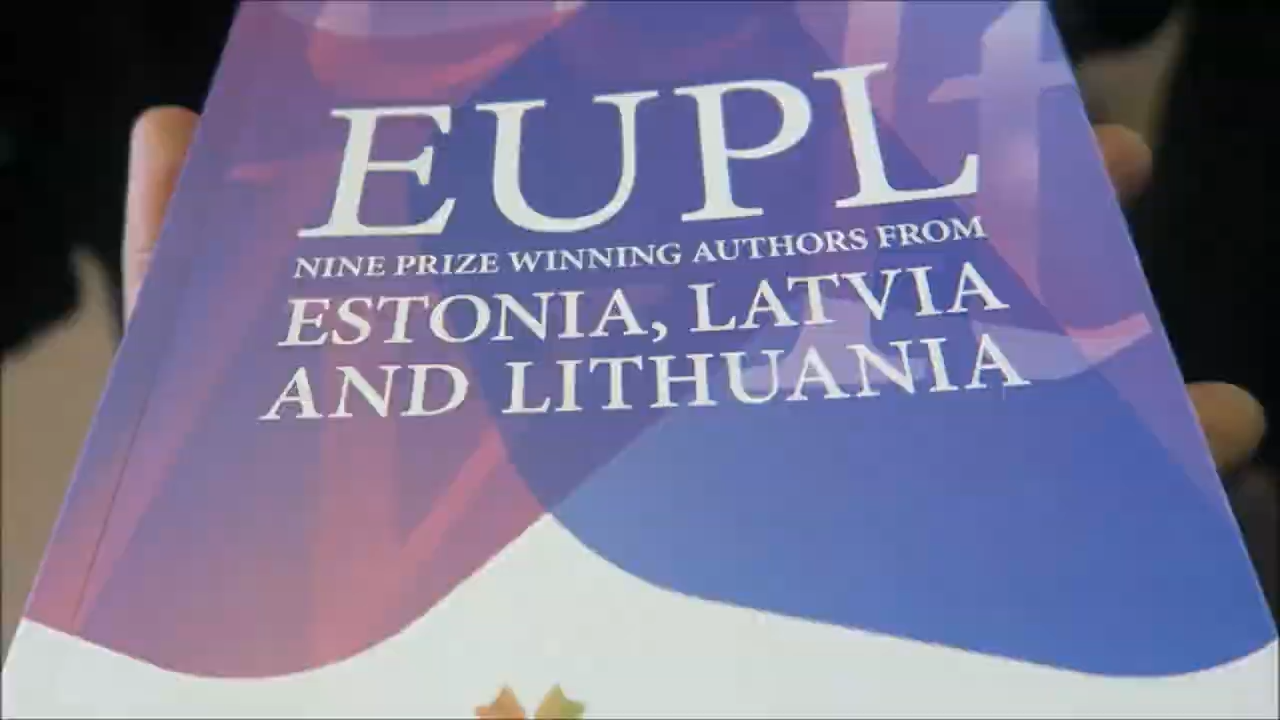 EUPL
NINE PRIZE WINNING AUTHORS FROM
ESTONIA, LATVIA
AND LITHUANIA